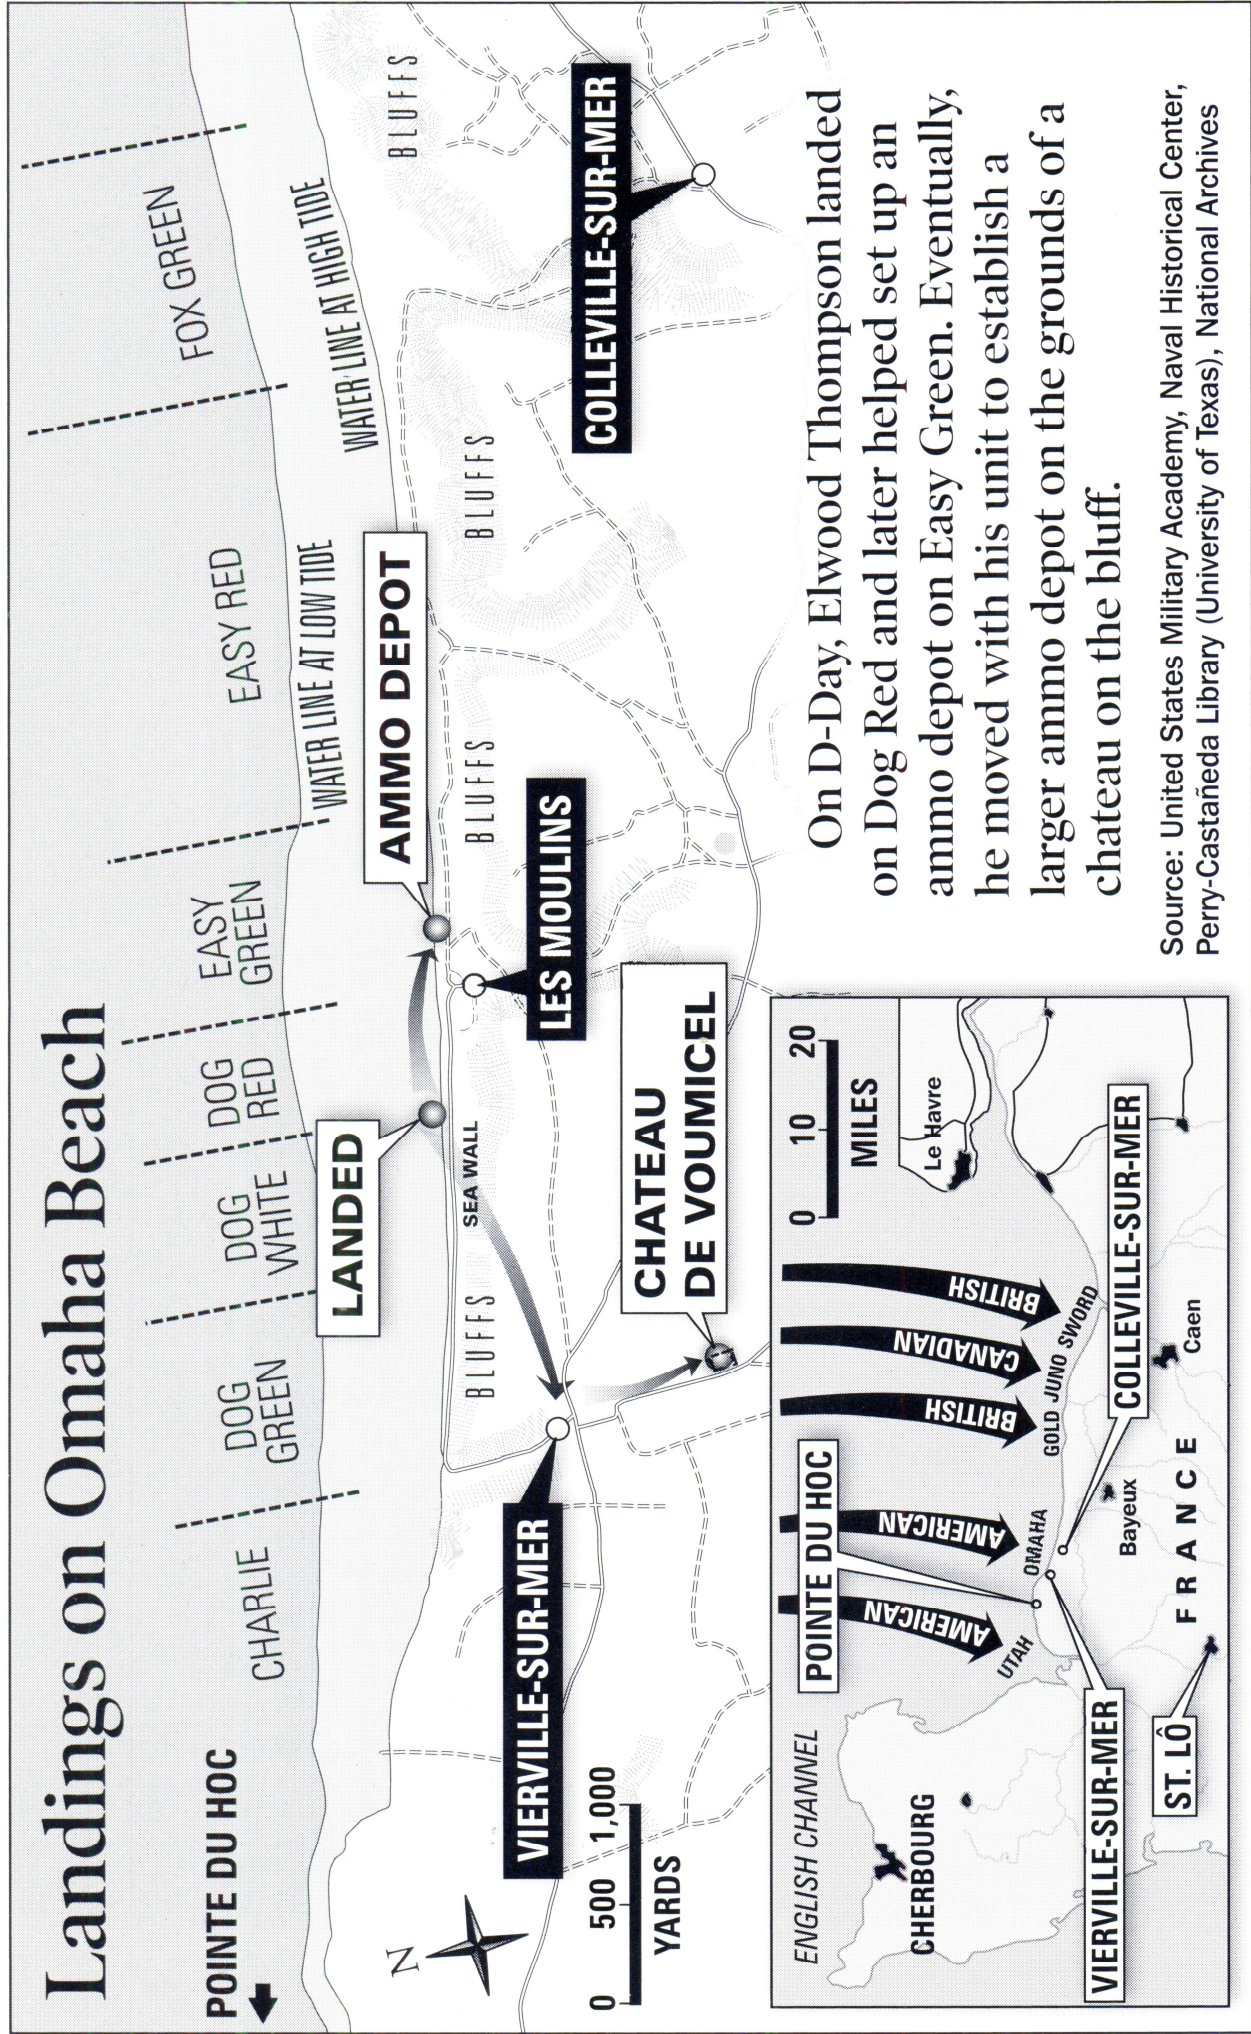 Landings on Omaha Beach
POINTE DU HOC
CHARLIE
DOG
GREEN
DOG
WHITE
DOG
RED
EASY
GREEN
EASY RED
FOX GREEN
WATER LINE AT LOW TIDE
WATER LINE AT HIGH TIDE
LANDED
AMMO DEPOT
BLUFFS
BLUFFS
BLUFFS
BLUFFS
SEA WALL
N
VIERVILLE-SUR-MER
LES MOULINS
COLLEVILLE-SUR-MER
CHATEAU
DE VOUMICEL
0 500 1,000
YARDS
On D-Day, Elwood Thompson landed
on Dog Red and later helped set up an
ammo depot on Easy Green. Eventually,
he moved with his unit to establish a
larger ammo depot on the grounds of a
chateau on the bluff.
Source: United States Military Academy, Naval Historical Center,
Perry-Castañeda Library (University of Texas), National Archives
ENGLISH CHANNEL
POINTE DU HOC
AMERICAN
AMERICAN
BRITISH
CANADIAN
BRITISH
0 10 20
MILES
UTAH
OMAHA
GOLD
JUNO
SWORD
Le Havre
CHERBOURG
VIERVILLE-SUR-MER
COLLEVILLE-SUR-MER
Bayeux
Caen
ST. LÔ
FRANCE